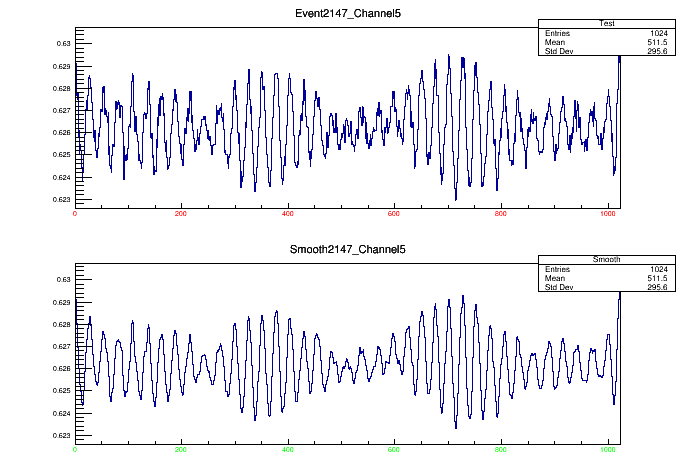 Event2147_Channel5
Test
Entries 1024
Mean 511.5
Std Dev 295.6
0.63
0.629
0.628
0.627
0.626
0.625
0.624
0.623
0 200 400 600 800 1000
Smooth2147_Channel5
Smooth
Entries 1024
Mean 511.5
Std Dev 295.6
0.63
0.629
0.628
0.627
0.626
0.625
0.624
0.623
0 200 400 600 800 1000